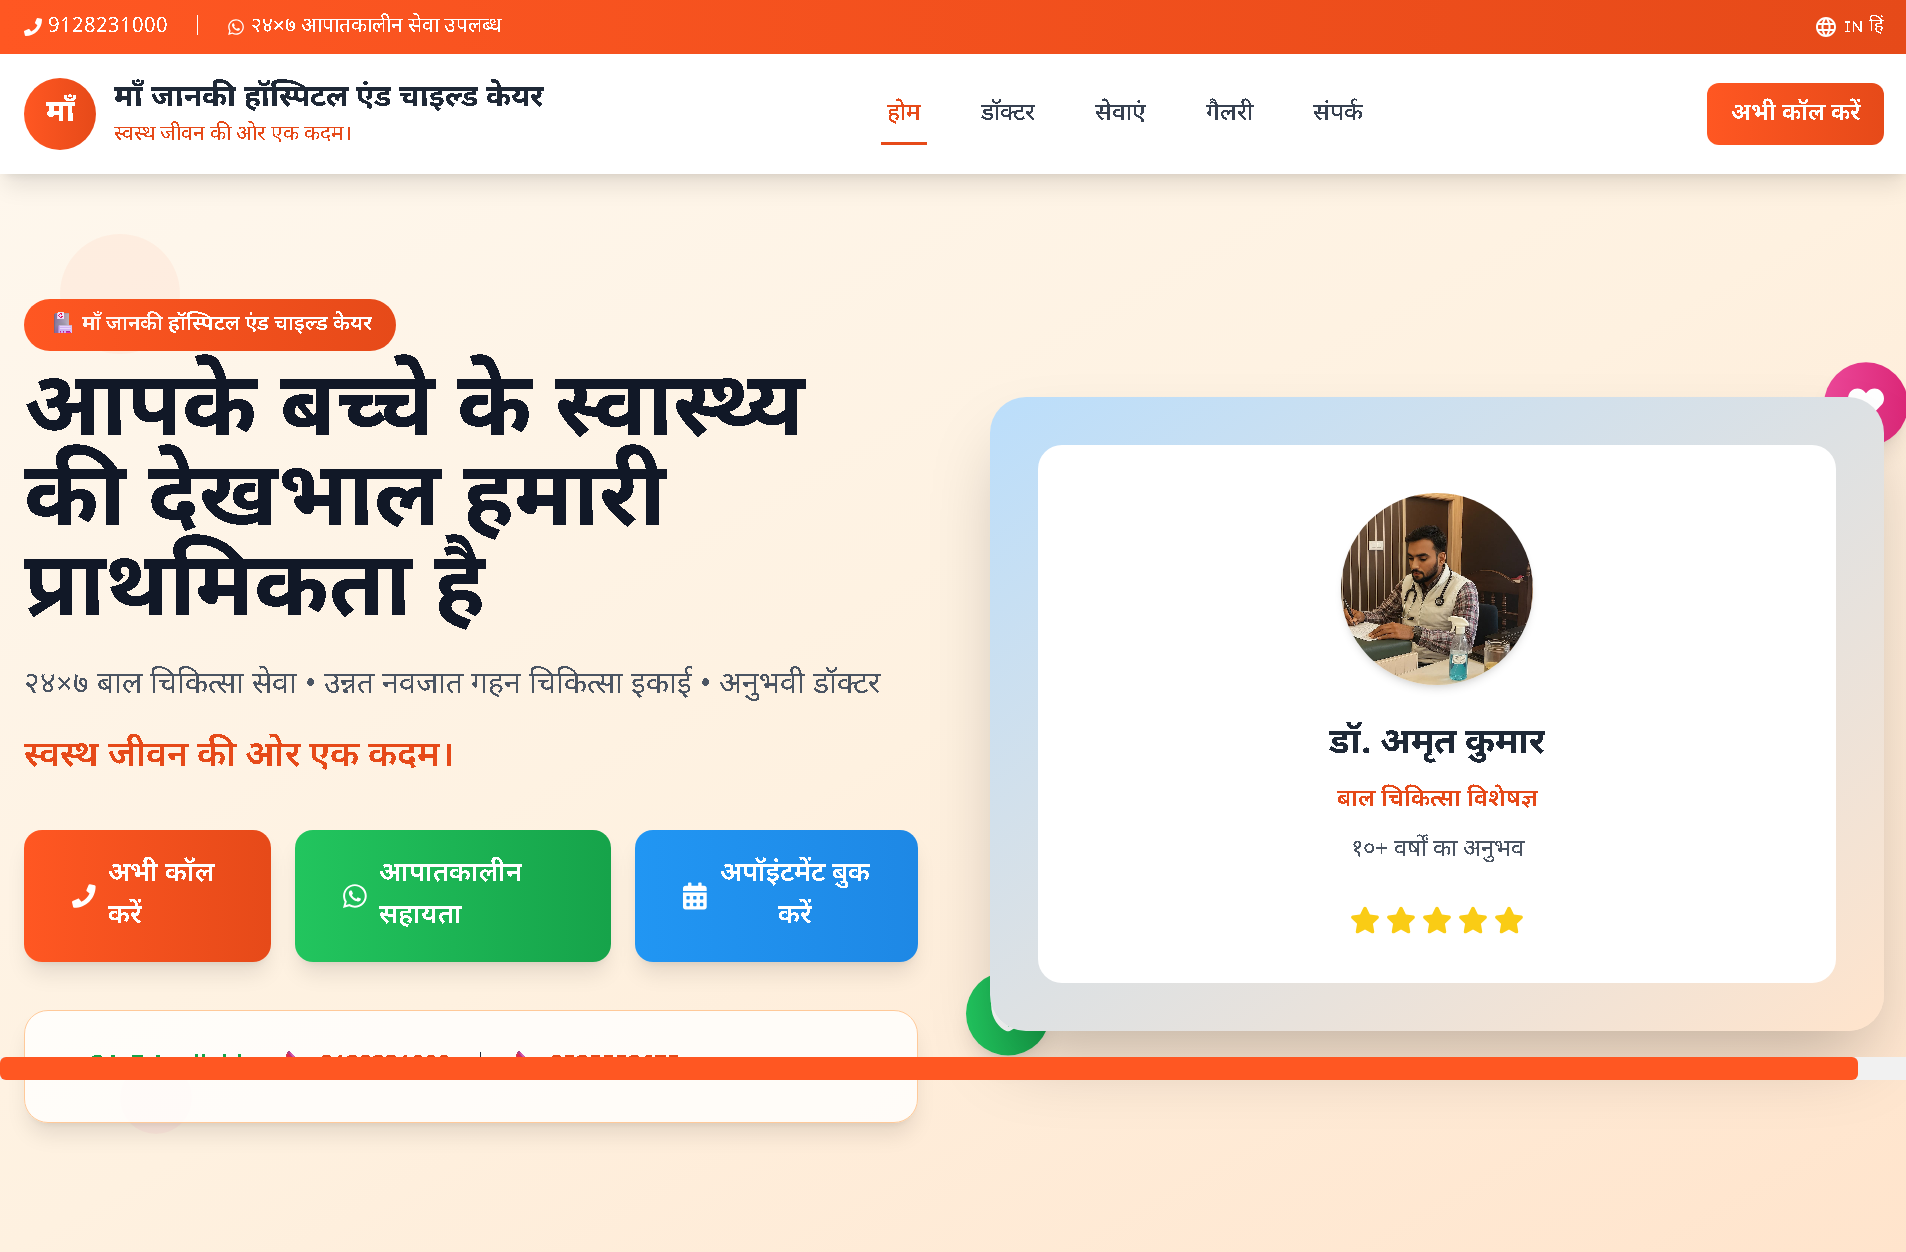 9128231000
२४×७ आपातकालीन सेवा उपलब्ध
IN हिं
माँ
माँ जानकी हॉस्पिटल एंड चाइल्ड केयर
स्वस्थ जीवन की ओर एक कदम।
होम
डॉक्टर
सेवाएं
गैलरी
संपर्क
अभी कॉल करें
माँ जानकी हॉस्पिटल एंड चाइल्ड केयर
आपके बच्चे के स्वास्थ्य
की देखभाल हमारी
प्राथमिकता है
२४×७ बाल चिकित्सा सेवा • उन्नत नवजात गहन चिकित्सा इकाई • अनुभवी डॉक्टर
स्वस्थ जीवन की ओर एक कदम।
अभी कॉल
करें
आपातकालीन
सहायता
अपॉइंटमेंट बुक
करें
डॉ. अमृत कुमार
बाल चिकित्सा विशेषज्ञ
१०+ वर्षों का अनुभव